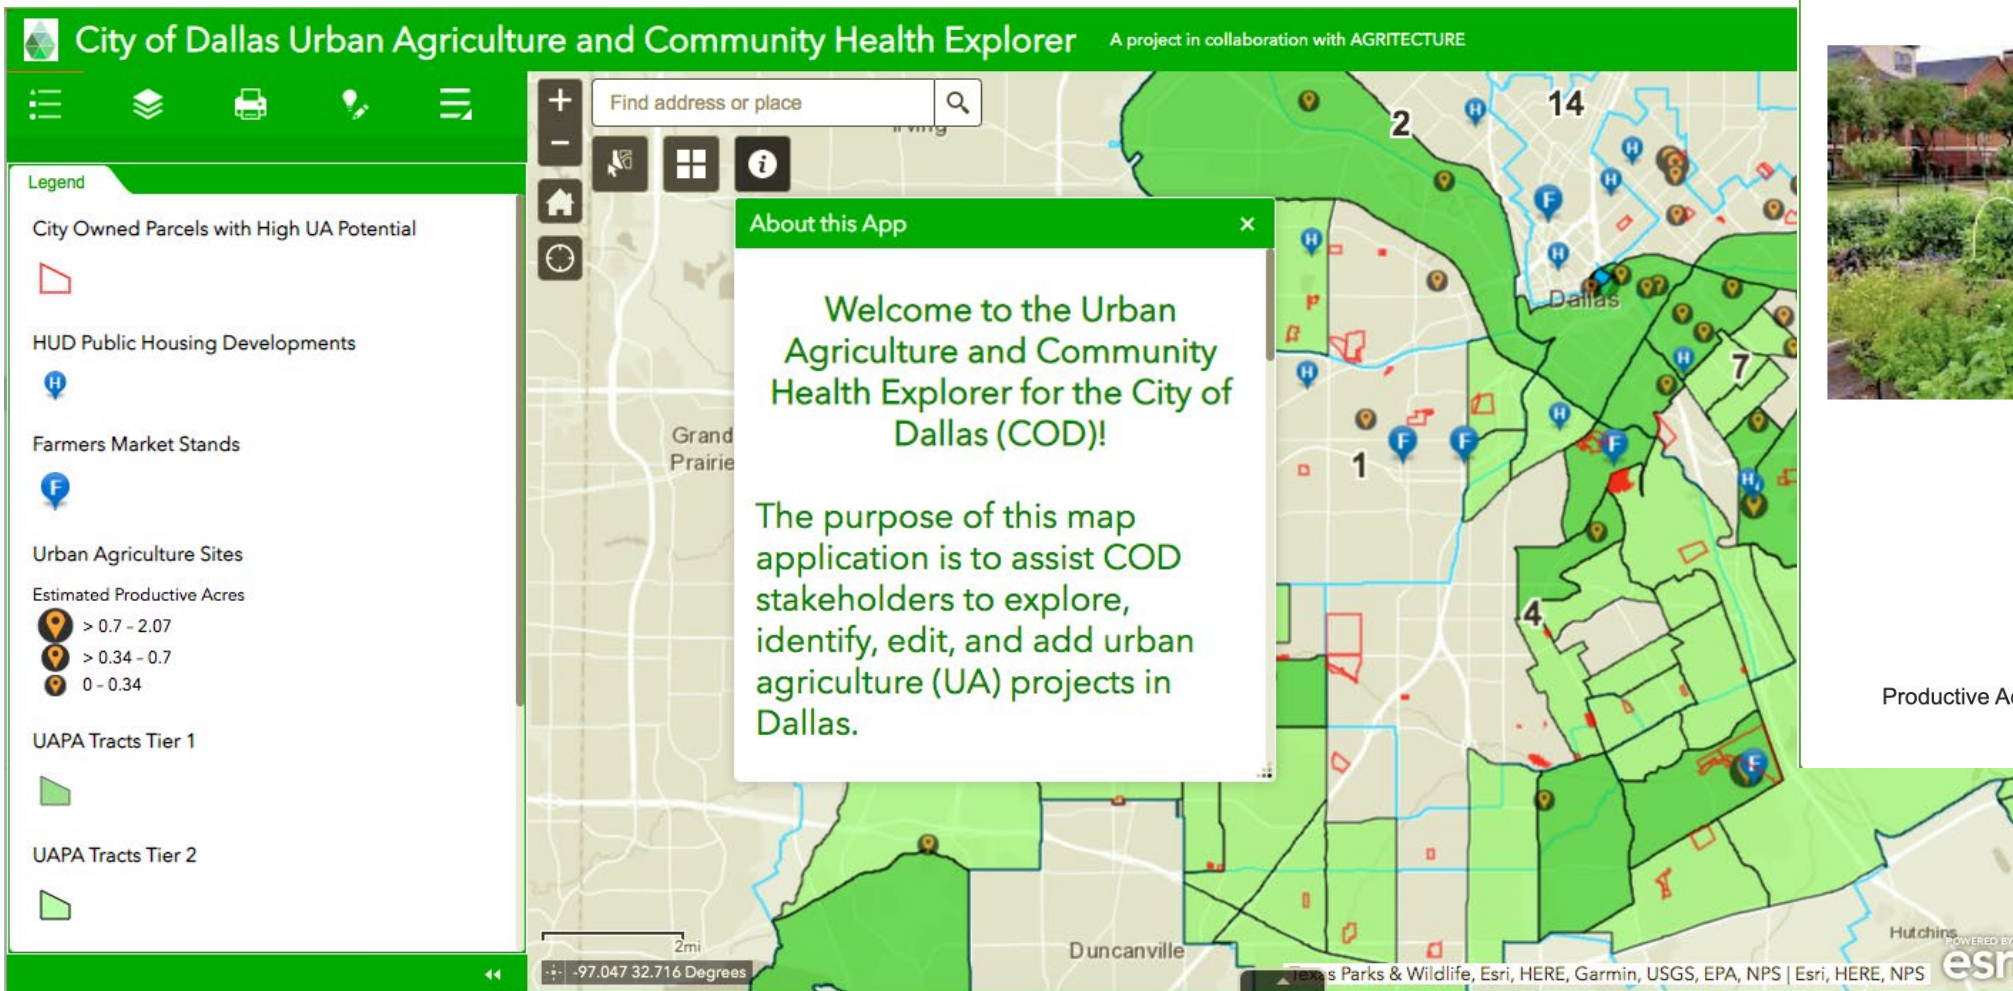 City of Dallas Urban Agriculture and Community Health Explorer
A project in collaboration with AGRITECTURE
Legend
City Owned Parcels with High UA Potential
HUD Public Housing Developments
H
Farmers Market Stands
F
Urban Agriculture Sites
Estimated Productive Acres
> 0.7 - 2.07
> 0.34 - 0.7
0 - 0.34
UAPA Tracts Tier 1
UAPA Tracts Tier 2
Find address or place
About this App
Welcome to the Urban
Agriculture and Community
Health Explorer for the City of
Dallas (COD)!
The purpose of this map
application is to assist COD
stakeholders to explore,
identify, edit, and add urban
agriculture (UA) projects in
Dallas.
2
14
Dallas
7
Grand
Prairie
1
4
Duncanville
Hutchins
2mi
-97.047 32.716 Degrees
Parks & Wildlife, Esri, HERE, Garmin, USGS, EPA, NPS | Esri, HERE, NPS
POWERED BY
esri
Productive